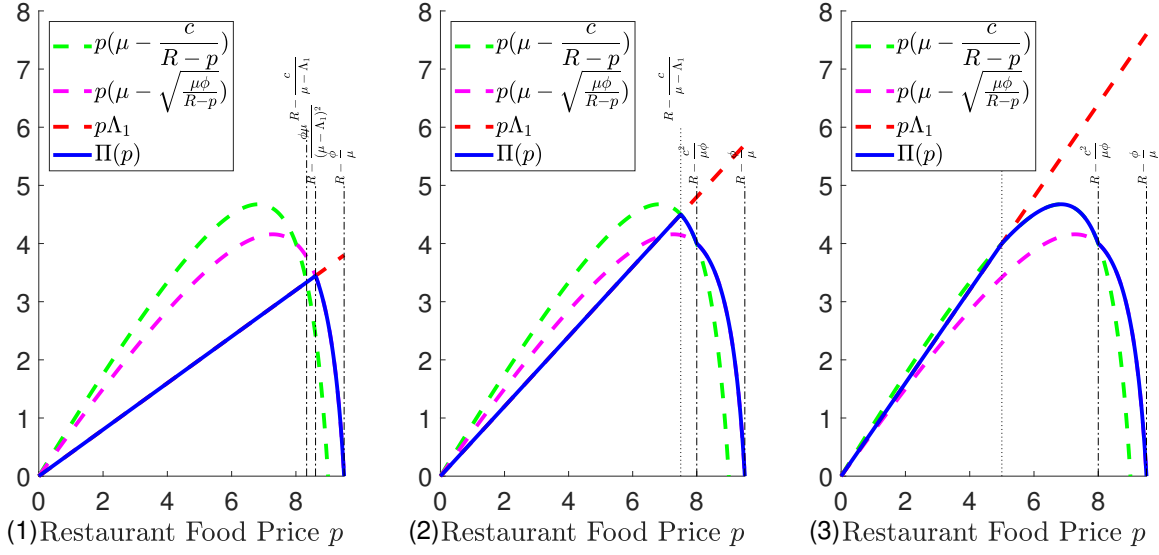 8
7
6
5
4
3
2
1
0
0 2 4 6 8
p(μ − c/(R − p))
p(μ − √(μϕ/(R−p)))
pΛ₁
Π(p)
R − c/(μ − Λ₁)
R − ϕμ/(μ − Λ₁)²
R − ϕ/μ
(1) Restaurant Food Price p
8
7
6
5
4
3
2
1
0
0 2 4 6 8
p(μ − c/(R − p))
p(μ − √(μϕ/(R−p)))
pΛ₁
Π(p)
R − c/(μ − Λ₁)
R − c²/(μϕ)
R − ϕ/μ
(2) Restaurant Food Price p
8
7
6
5
4
3
2
1
0
0 2 4 6 8
p(μ − c/(R − p))
p(μ − √(μϕ/(R−p)))
pΛ₁
Π(p)
R − c²/(μϕ)
R − ϕ/μ
(3) Restaurant Food Price p